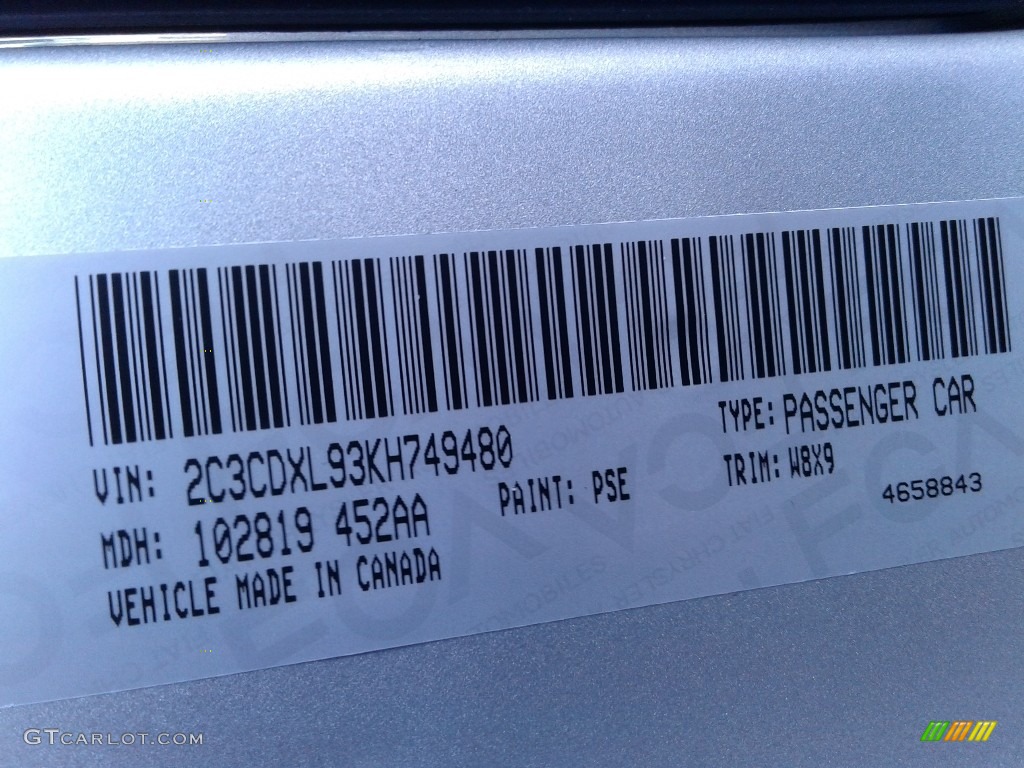 VIN: 2C3CDXL93KH749480
TYPE: PASSENGER CAR
MDH: 102819 452AA
PAINT: PSE
TRIM: W8X9
4658843
VEHICLE MADE IN CANADA
GTCARLOT.COM